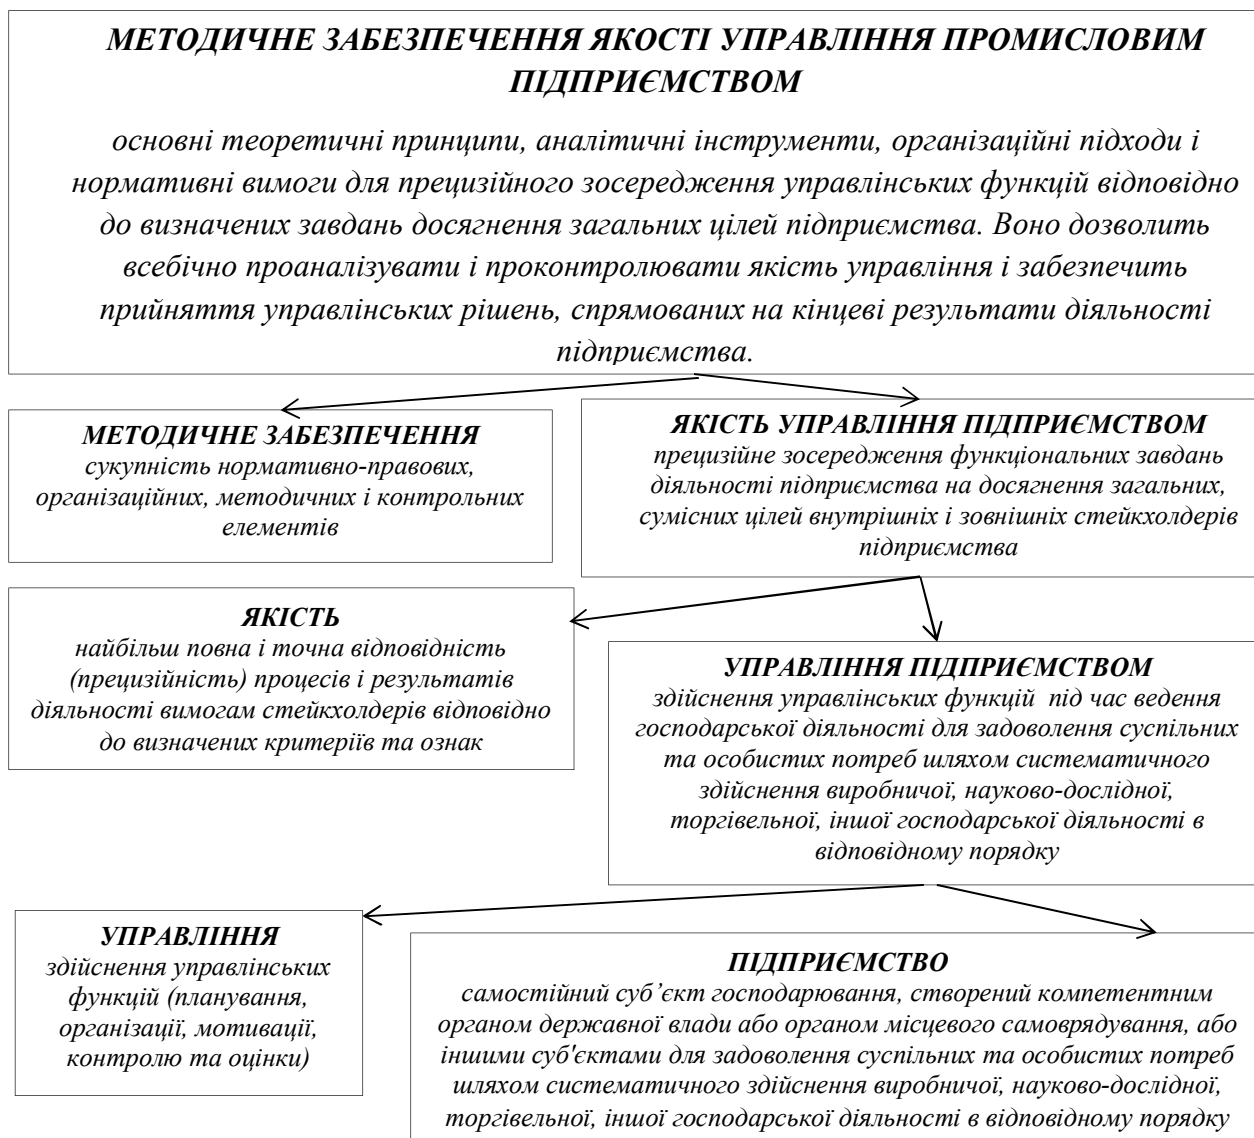 МЕТОДИЧНЕ ЗАБЕЗПЕЧЕННЯ ЯКОСТІ УПРАВЛІННЯ ПРОМИСЛОВИМ
ПІДПРИЄМСТВОМ
основні теоретичні принципи, аналітичні інструменти, організаційні підходи і
нормативні вимоги для прецизійного зосередження управлінських функцій відповідно
до визначених завдань досягнення загальних цілей підприємства. Воно дозволить
всебічно проаналізувати і проконтролювати якість управління і забезпечить
прийняття управлінських рішень, спрямованих на кінцеві результати діяльності
підприємства.
МЕТОДИЧНЕ ЗАБЕЗПЕЧЕННЯ
сукупність нормативно-правових,
організаційних, методичних і контрольних
елементів
ЯКІСТЬ УПРАВЛІННЯ ПІДПРИЄМСТВОМ
прецизійне зосередження функціональних завдань
діяльності підприємства на досягнення загальних,
сумісних цілей внутрішніх і зовнішніх стейкхолдерів
підприємства
ЯКІСТЬ
найбільш повна і точна відповідність
(прецизійність) процесів і результатів
діяльності вимогам стейкхолдерів відповідно
до визначених критеріїв та ознак
УПРАВЛІННЯ ПІДПРИЄМСТВОМ
здійснення управлінських функцій під час ведення
господарської діяльності для задоволення суспільних
та особистих потреб шляхом систематичного
здійснення виробничої, науково-дослідної,
торгівельної, іншої господарської діяльності в
відповідному порядку
УПРАВЛІННЯ
здійснення управлінських
функцій (планування,
організації, мотивації,
контролю та оцінки)
ПІДПРИЄМСТВО
самостійний суб’єкт господарювання, створений компетентним
органом державної влади або органом місцевого самоврядування, або
іншими суб'єктами для задоволення суспільних та особистих потреб
шляхом систематичного здійснення виробничої, науково-дослідної,
торгівельної, іншої господарської діяльності в відповідному порядку